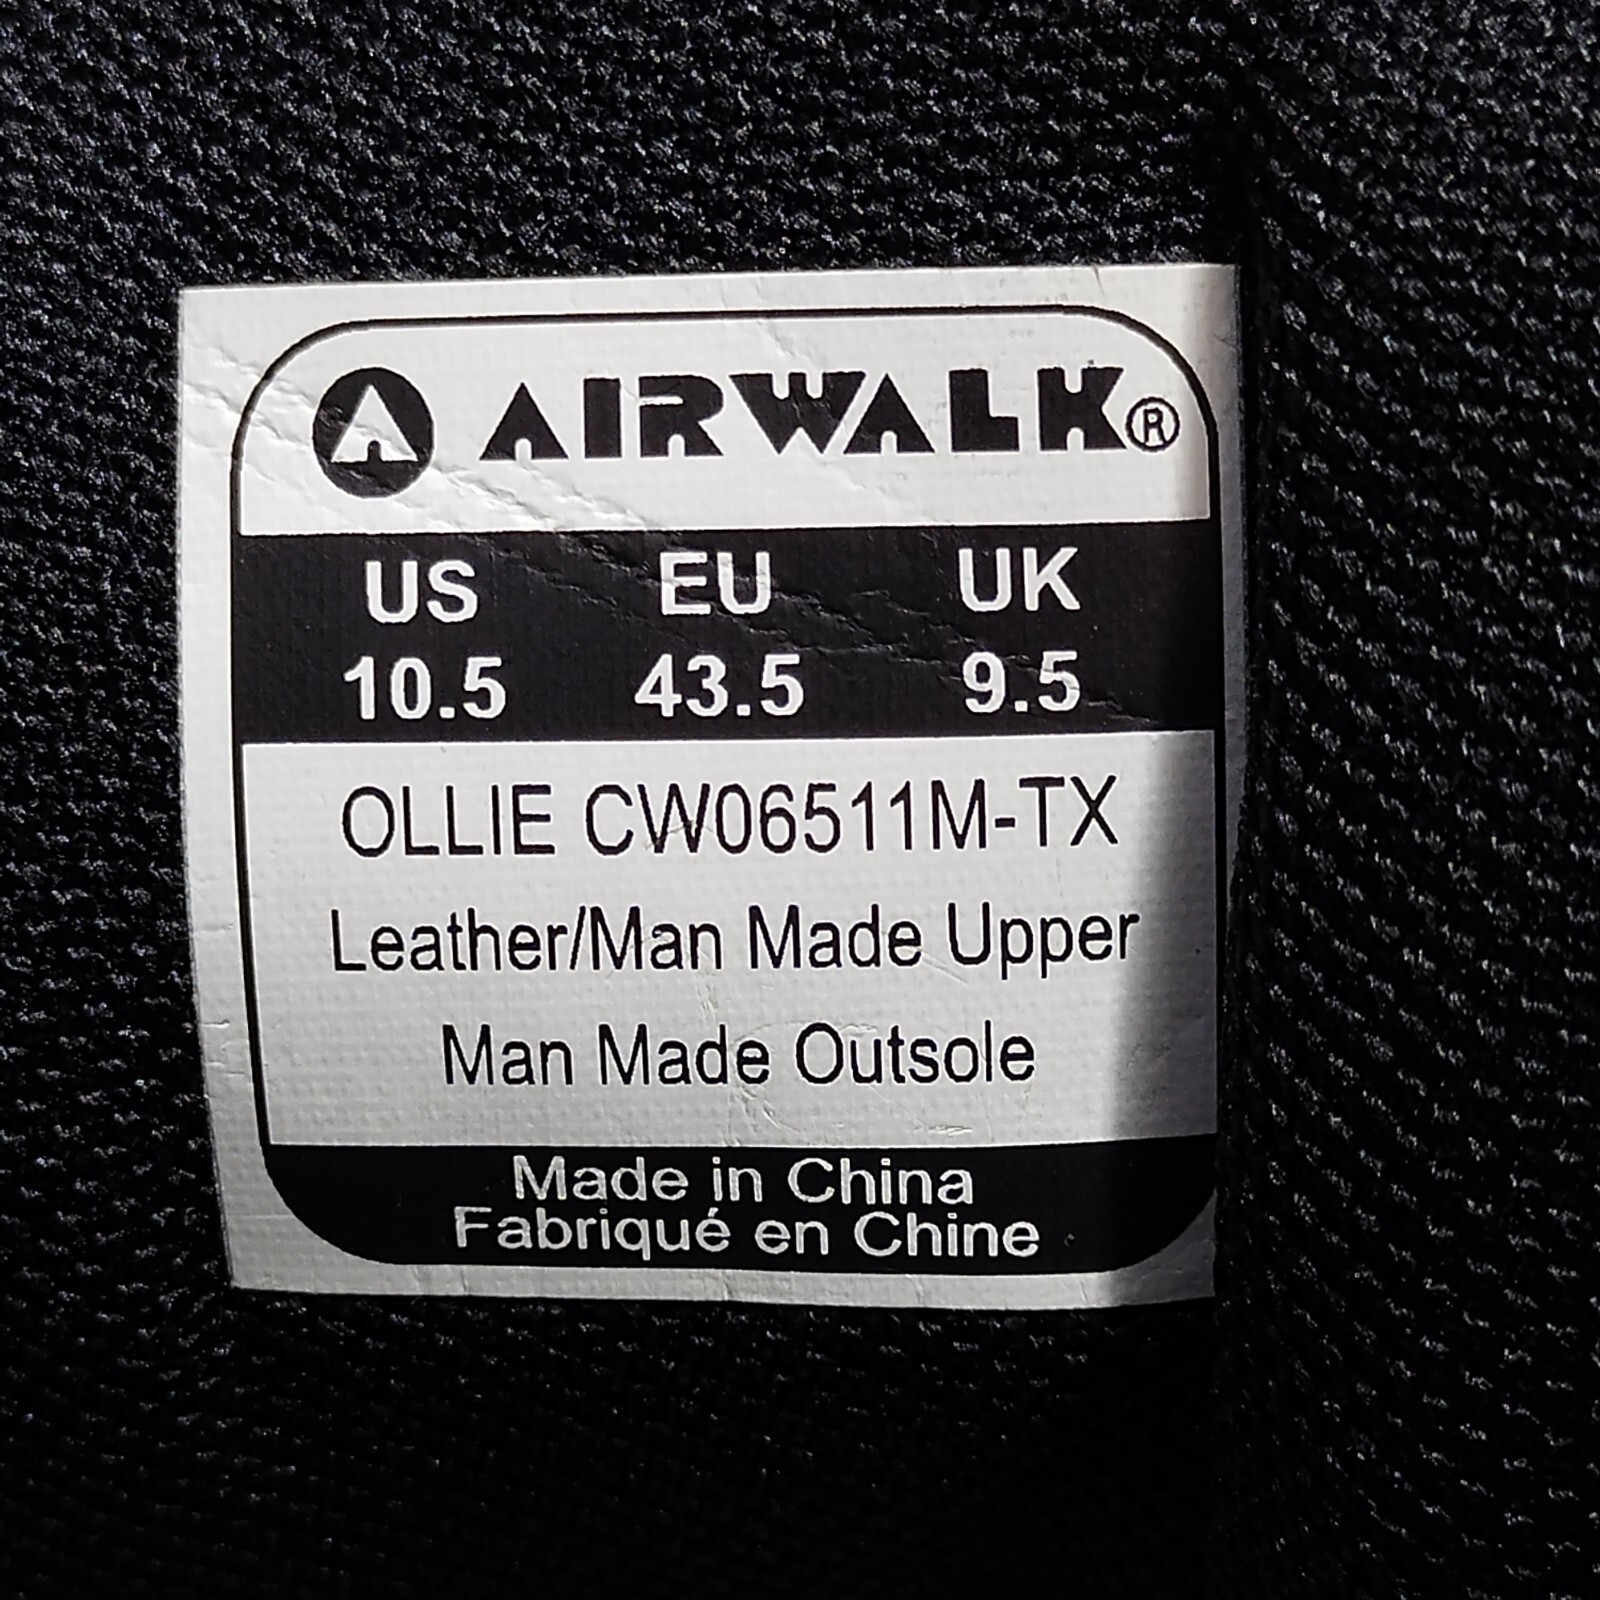 AIRWALK®
US EU UK
10.5 43.5 9.5
OLLIE CW06511M-TX
Leather/Man Made Upper
Man Made Outsole
Made in China
Fabriqué en Chine